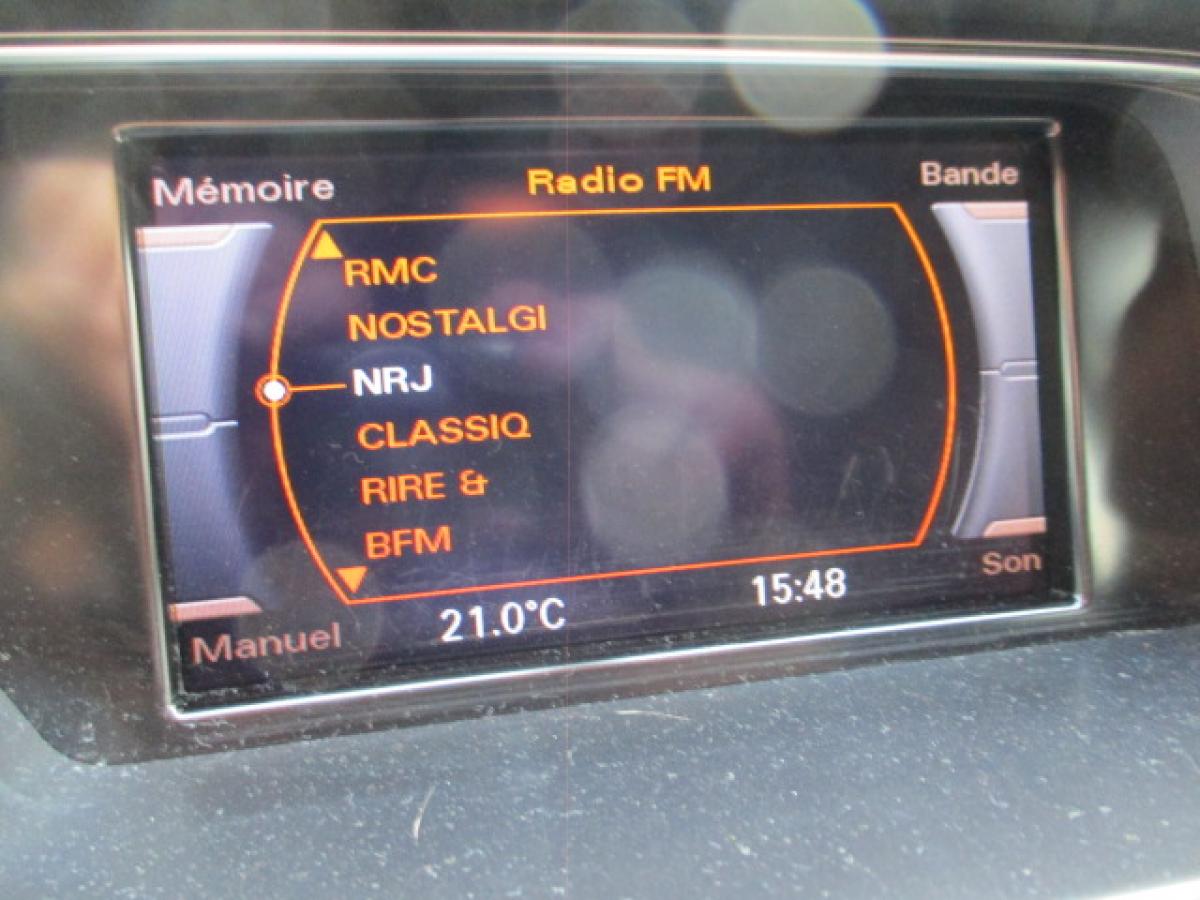 Mémoire Radio FM Bande
RMC
NOSTALGI
NRJ
CLASSIQ
RIRE &
BFM
Manuel 21.0°C 15:48 Son